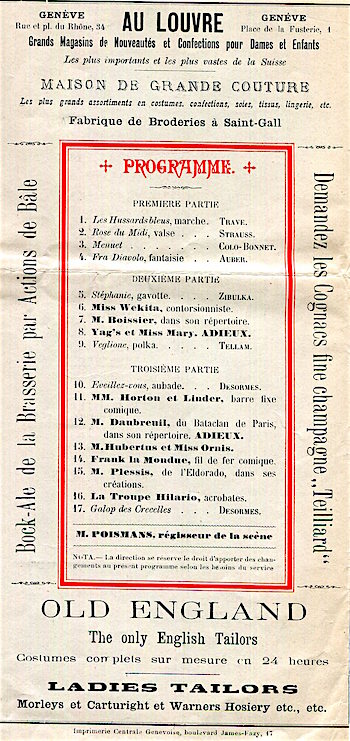 GENÈVE
Rue et pl. du Rhône, 34
AU LOUVRE
GENÈVE
Place de la Fusterie, 1
Grands Magasins de Nouveautés et Confections pour Dames et Enfants
Les plus importants et les plus vastes de la Suisse
MAISON DE GRANDE COUTURE
Les plus grands assortiments en costumes, confections, soies, tissus, lingerie, etc.
Fabrique de Broderies à Saint-Gall
Bock-Ale de la Brasserie par Actions de Bâle
PROGRAMME.
PREMIÈRE PARTIE
1. Les Hussards bleus, marche. TRAVE.
2. Rose du Midi, valse . . STRAUSS.
3. Menuet . . . . COLO-BONNET.
4. Fra Diavolo, fantaisie . . AUBER.
DEUXIÈME PARTIE
5. Stéphanie, gavotte. . . . ZIBULKA.
6. Miss Wekita, contorsionniste.
7. M. Boissier, dans son répertoire.
8. Yag's et Miss Mary. ADIEUX.
9. Veglione, polka. . . . . TELLAM.
TROISIÈME PARTIE
10. Eveillez-vous, aubade. . . DESORMES.
11. MM. Horton et Linder, barre fixe
comique.
12. M. Daubreuil, du Bataclan de Paris,
dans son répertoire. ADIEUX.
13. M. Hubertus et Miss Ornis.
14. Frank la Mondue, fil de fer comique.
15. M. Plessis, de l'Eldorado, dans ses
créations.
16. La Troupe Hilario, acrobates.
17. Galop des Crecelles . . . DESORMES.
M. POISMANS, régisseur de la scène
NOTA. — La direction se réserve le droit d'apporter des chan-
gements au présent programme selon les besoins du service
Demandez les Cognacs fine champagne „Teilliard"
OLD ENGLAND
The only English Tailors
Costumes complets sur mesure en 24 heures
LADIES TAILORS
Morleys et Carturight et Warners Hosiery etc., etc.
Imprimerie Centrale Genevoise, boulevard James-Fazy, 17